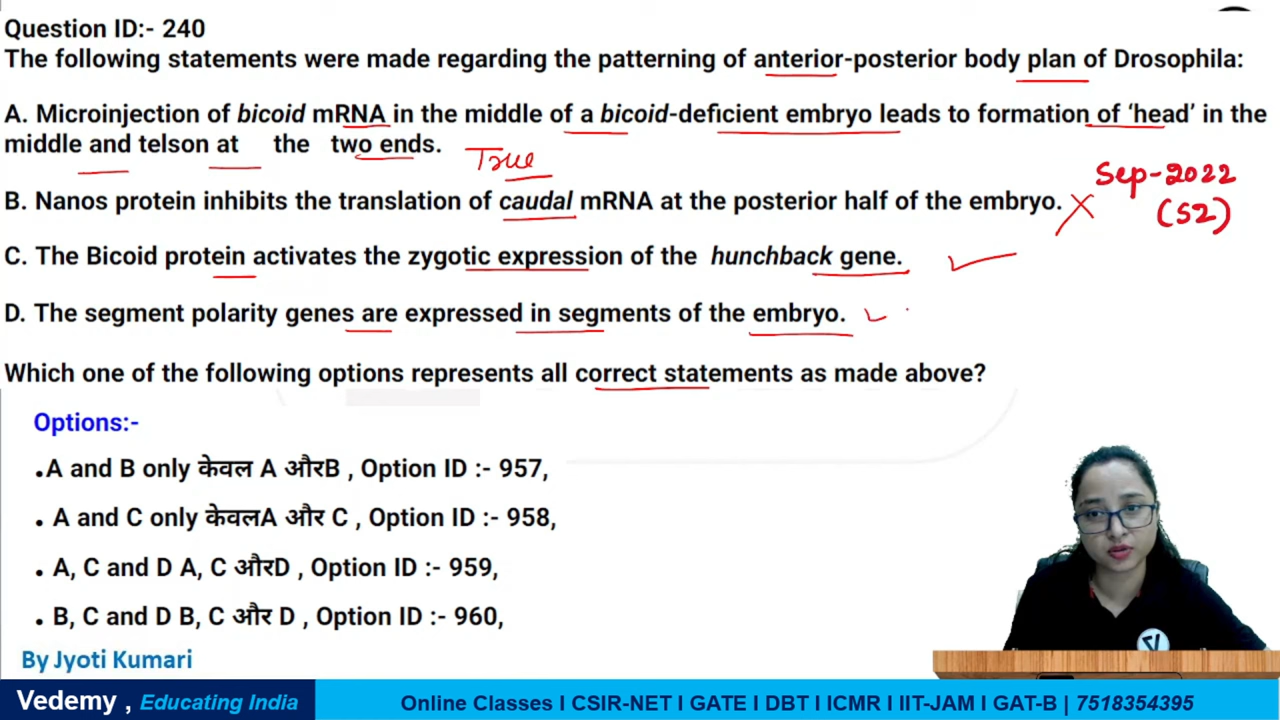 Question ID:- 240
The following statements were made regarding the patterning of anterior-posterior body plan of Drosophila:
A. Microinjection of bicoid mRNA in the middle of a bicoid-deficient embryo leads to formation of ‘head’ in the
middle and telson at the two ends.
True
B. Nanos protein inhibits the translation of caudal mRNA at the posterior half of the embryo.
Sep-2022
(S2)
C. The Bicoid protein activates the zygotic expression of the hunchback gene.
D. The segment polarity genes are expressed in segments of the embryo.
Which one of the following options represents all correct statements as made above?
Options:-
.A and B only केवल A औरB , Option ID :- 957,
. A and C only केवलA और C , Option ID :- 958,
. A, C and D A, C औरD , Option ID :- 959,
. B, C and D B, C और D , Option ID :- 960,
By Jyoti Kumari
Vedemy , Educating India
Online Classes I CSIR-NET I GATE I DBT I ICMR I IIT-JAM I GAT-B | 7518354395